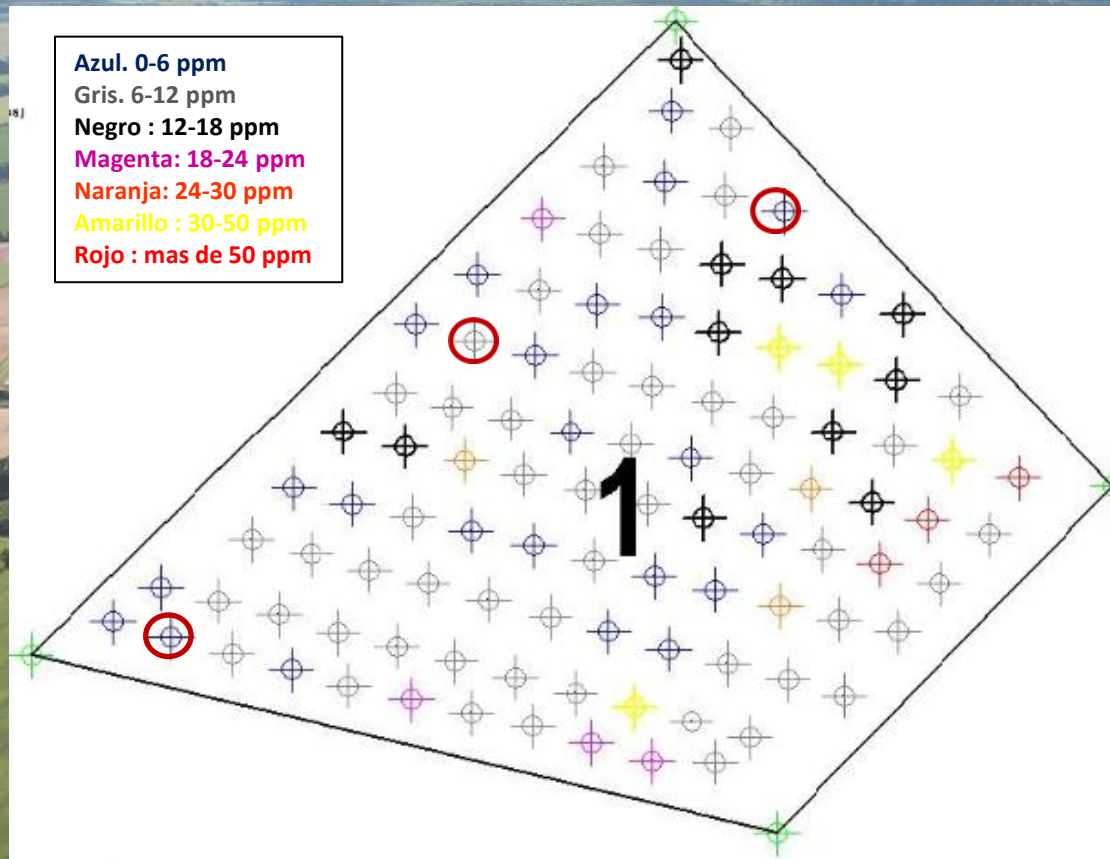 Azul. 0-6 ppm
Gris. 6-12 ppm
Negro : 12-18 ppm
Magenta: 18-24 ppm
Naranja: 24-30 ppm
Amarillo : 30-50 ppm
Rojo : mas de 50 ppm
1